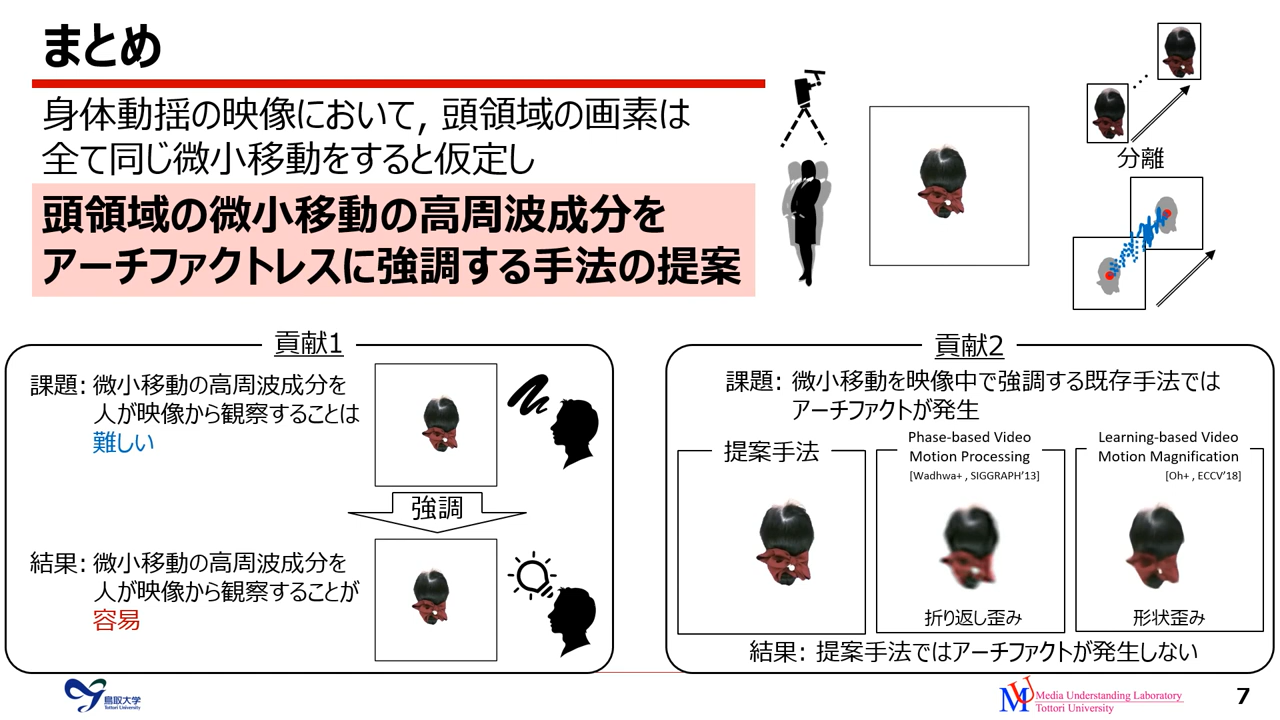 まとめ
身体動揺の映像において, 頭領域の画素は
全て同じ微小移動をすると仮定し
頭領域の微小移動の高周波成分を
アーチファクトレスに強調する手法の提案
分離
貢献1
課題: 微小移動の高周波成分を
人が映像から観察することは
難しい
強調
結果: 微小移動の高周波成分を
人が映像から観察することが
容易
貢献2
課題: 微小移動を映像中で強調する既存手法では
アーチファクトが発生
提案手法
Phase-based Video
Motion Processing
[Wadhwa+ , SIGGRAPH'13]
折り返し歪み
Learning-based Video
Motion Magnification
[Oh+ , ECCV'18]
形状歪み
結果: 提案手法ではアーチファクトが発生しない
鳥取大学
Tottori University
MU Media Understanding Laboratory
Tottori University
7